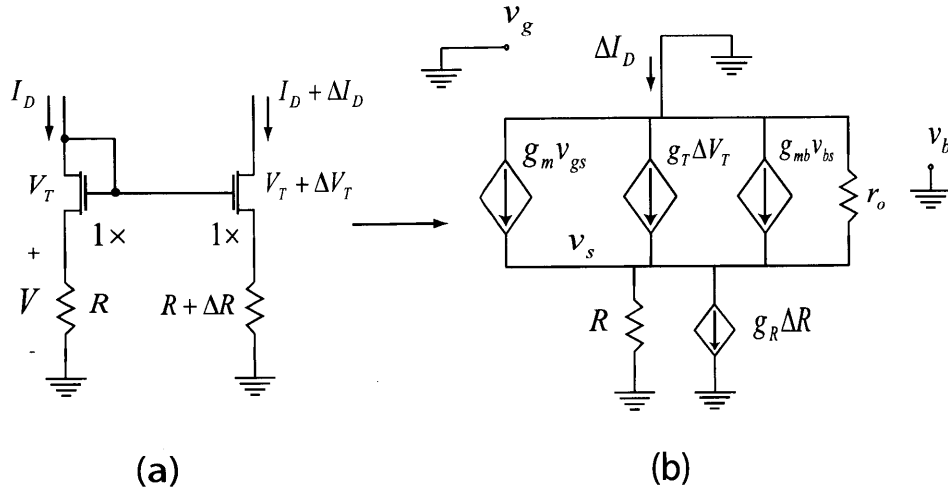 I_D
I_D + ΔI_D
V_T
V_T + ΔV_T
1×
1×
+
V
-
R
R + ΔR
(a)
v_g
ΔI_D
g_m v_gs
g_T ΔV_T
g_mb v_bs
r_o
v_b
v_s
R
g_R ΔR
(b)